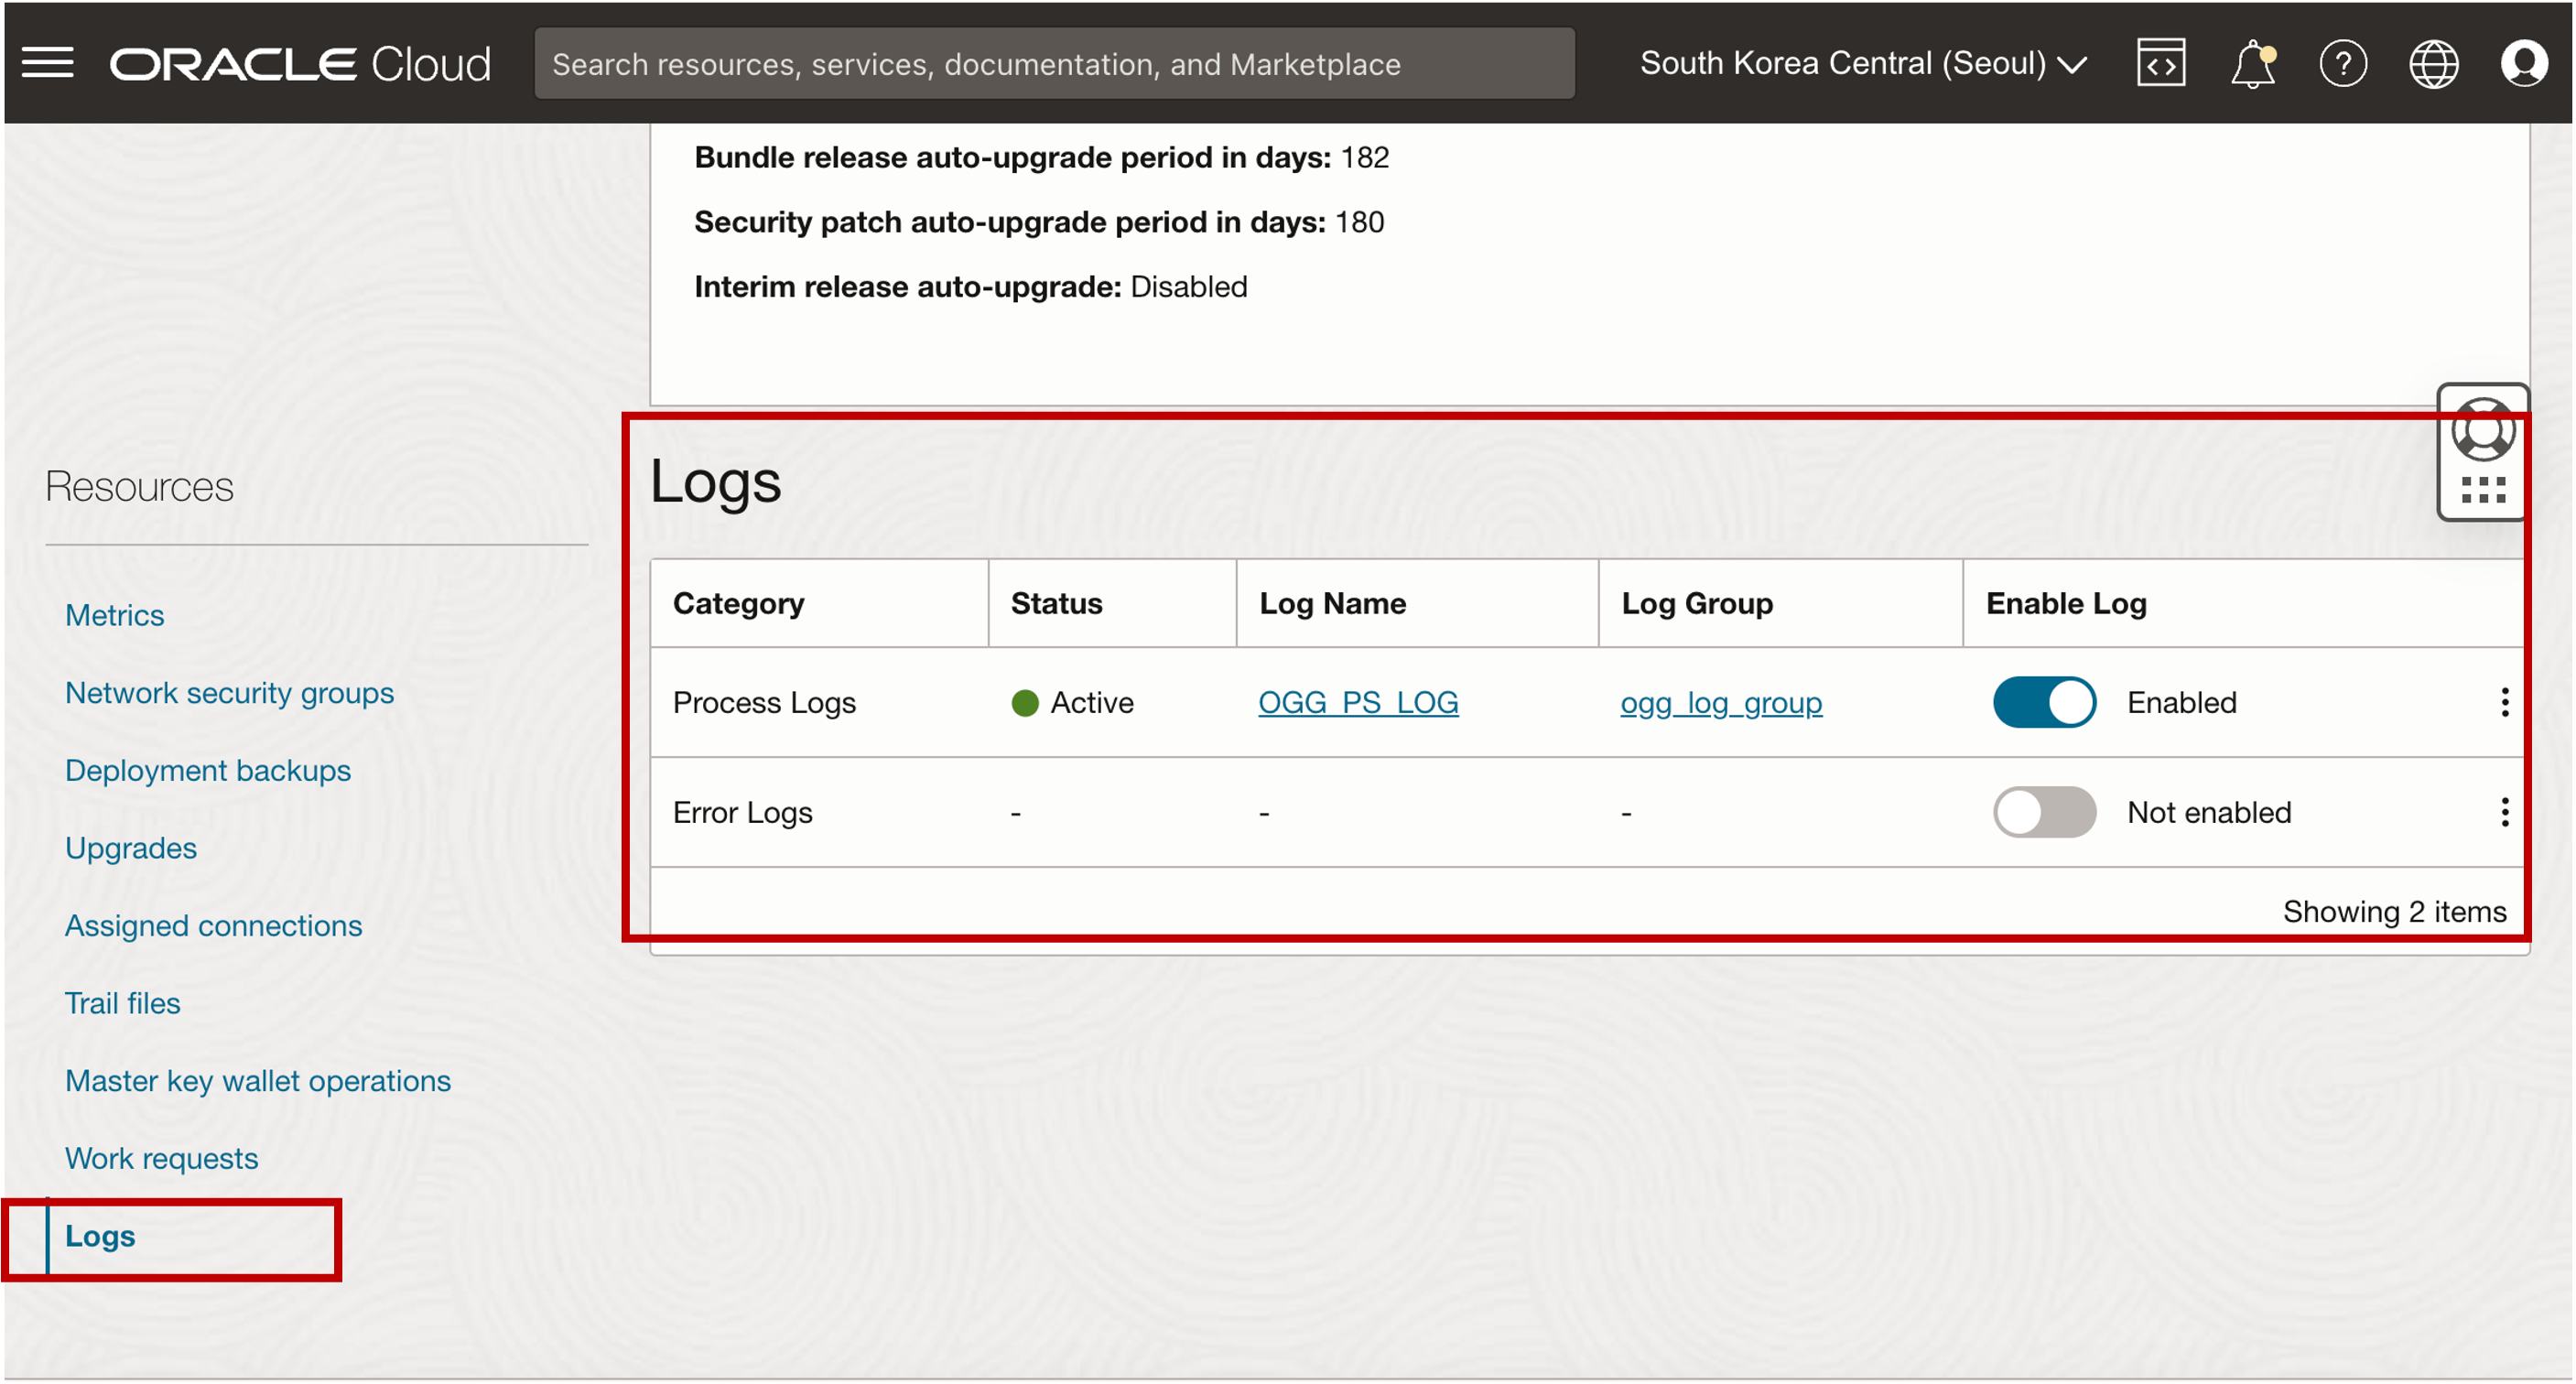 ORACLE Cloud
Search resources, services, documentation, and Marketplace
South Korea Central (Seoul)
Bundle release auto-upgrade period in days: 182
Security patch auto-upgrade period in days: 180
Interim release auto-upgrade: Disabled
Resources
Metrics
Network security groups
Deployment backups
Upgrades
Assigned connections
Trail files
Master key wallet operations
Work requests
Logs
Logs
Category Status Log Name Log Group Enable Log
Process Logs Active OGG_PS_LOG ogg_log_group Enabled
Error Logs - - - Not enabled
Showing 2 items